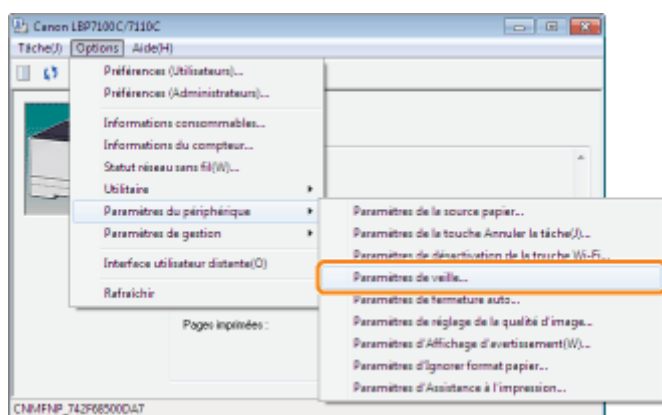 Canon LBP7100C/7110C
Tâche(J) Options Aide(H)
Préférences (Utilisateurs)...
Préférences (Administrateurs)...
Informations consommables...
Informations du compteur...
Statut réseau sans fil(W)...
Utilitaire
Paramètres du périphérique
Paramètres de gestion
Interface utilisateur distante(O)
Rafraîchir
Paramètres de la source papier...
Paramètres de la touche Annuler la tâche(J)...
Paramètres de désactivation de la touche Wi-Fi...
Paramètres de veille...
Paramètres de fermeture auto...
Paramètres de réglage de la qualité d'image...
Paramètres d'Affichage d'avertissement(W)...
Paramètres d'Ignorer format papier...
Paramètres d'Assistance à l'impression...
Pages imprimées :
CNMFNP_742F68500DA7